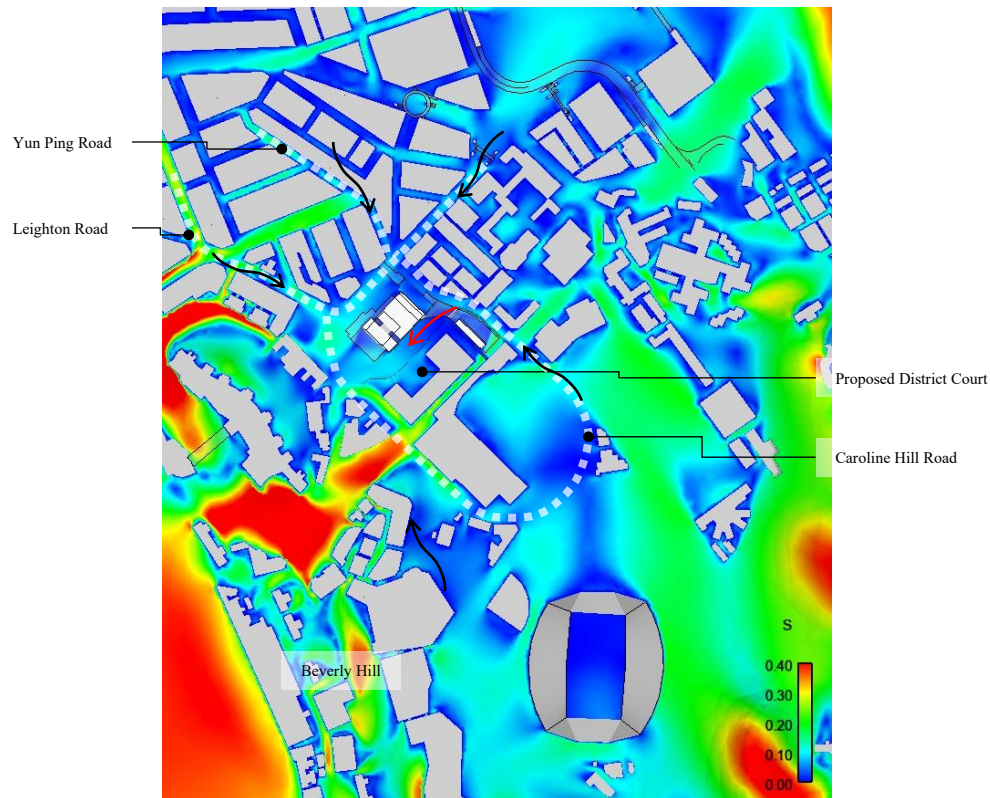 Yun Ping Road
Leighton Road
Proposed District Court
Caroline Hill Road
Beverly Hill
S
0.40
0.30
0.20
0.10
0.00